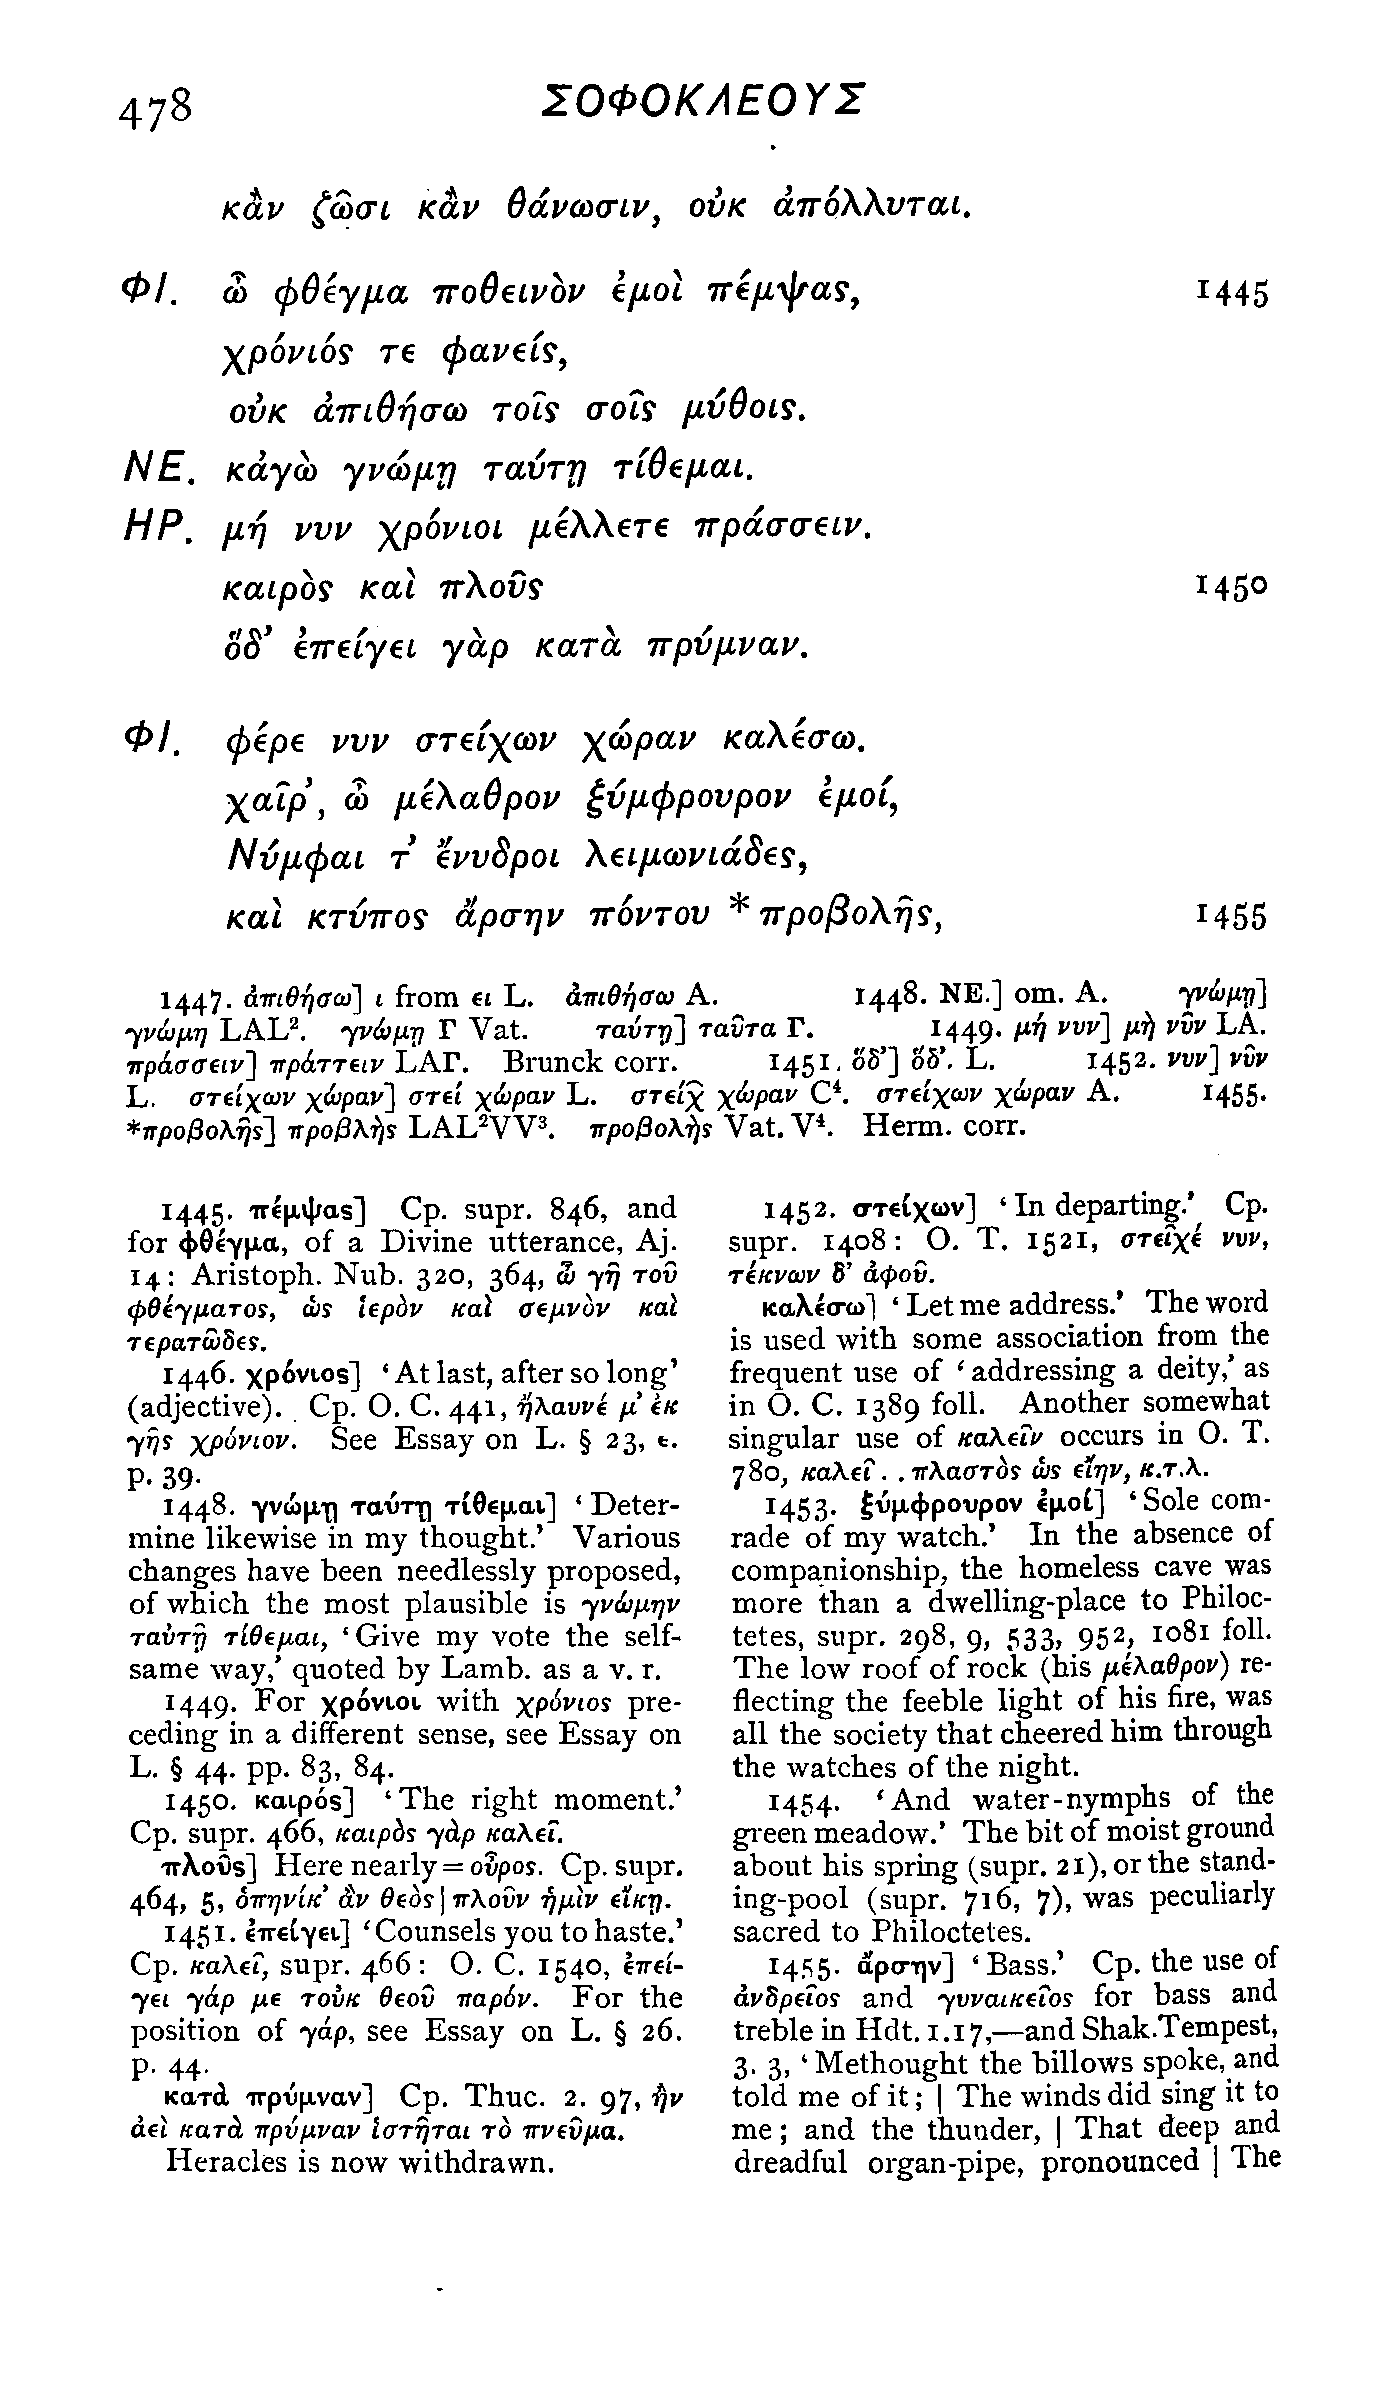 478 ΣΟΦΟΚΛΕΟΥΣ
κἂν ζῶσι κἂν θάνωσιν, οὐκ ἀπόλλυται.
ΦΙ. ὦ φθέγμα ποθεινὸν ἐμοὶ πέμψας, 1445
χρόνιός τε φανείς,
οὐκ ἀπιθήσω τοῖς σοῖς μύθοις.
ΝΕ. κἀγὼ γνώμῃ ταύτῃ τίθεμαι.
ΗΡ. μή νυν χρόνιοι μέλλετε πράσσειν.
καιρὸς καὶ πλοῦς 1450
ὅδ’ ἐπείγει γὰρ κατὰ πρύμναν.
ΦΙ. φέρε νυν στείχων χώραν καλέσω.
χαῖρ’, ὦ μέλαθρον ξύμφρουρον ἐμοί,
Νύμφαι τ’ ἔνυδροι λειμωνιάδες,
καὶ κτύπος ἄρσην πόντου *προβολῆς, 1455
1447. ἀπιθήσω] ι from ει L. ἀπιθήσω A. 1448. ΝΕ.] om. A. γνώμῃ]
γνώμη LAL². γνώμῃ Γ Vat. ταύτῃ] ταῦτα Γ. 1449. μή νυν] μὴ νῦν LA.
πράσσειν] πράττειν LAΓ. Brunck corr. 1451. ὅδ’] ὅδ’. L. 1452. νυν] νῦν
L. στείχων χώραν] στεί χώραν L. στεῖχ χώραν C⁴. στείχων χώραν A. 1455.
*προβολῆς] προβλὴς LAL²VV³. προβολὴς Vat. V⁴. Herm. corr.
1445. πέμψας] Cp. supr. 846, and
for φθέγμα, of a Divine utterance, Aj.
14: Aristoph. Nub. 320, 364, ὦ γῆ τοῦ
φθέγματος, ὡς ἱερὸν καὶ σεμνὸν καὶ
τερατῶδες.
1446. χρόνιος] ‘At last, after so long’
(adjective). Cp. O. C. 441, ἤλαυνέ μ’ ἐκ
γῆς χρόνιον. See Essay on L. § 23, ε.
p. 39.
1448. γνώμῃ ταύτῃ τίθεμαι] ‘Deter-
mine likewise in my thought.’ Various
changes have been needlessly proposed,
of which the most plausible is γνώμην
ταὐτῇ τίθεμαι, ‘Give my vote the self-
same way,’ quoted by Lamb. as a v. r.
1449. For χρόνιοι with χρόνιος pre-
ceding in a different sense, see Essay on
L. § 44. pp. 83, 84.
1450. καιρός] ‘The right moment.’
Cp. supr. 466, καιρὸς γὰρ καλεῖ.
πλοῦς] Here nearly = οὖρος. Cp. supr.
464, 5, ὁπηνίκ’ ἂν θεὸς | πλοῦν ἡμὶν εἴκῃ.
1451. ἐπείγει] ‘Counsels you to haste.’
Cp. καλεῖ, supr. 466: O. C. 1540, ἐπεί-
γει γάρ με τοὐκ θεοῦ παρόν. For the
position of γάρ, see Essay on L. § 26.
p. 44.
κατὰ πρύμναν] Cp. Thuc. 2. 97, ἢν
ἀεὶ κατὰ πρύμναν ἱστῆται τὸ πνεῦμα.
Heracles is now withdrawn.
1452. στείχων] ‘In departing.’ Cp.
supr. 1408: O. T. 1521, στεῖχέ νυν,
τέκνων δ’ ἀφοῦ.
καλέσω] ‘Let me address.’ The word
is used with some association from the
frequent use of ‘addressing a deity,’ as
in O. C. 1389 foll. Another somewhat
singular use of καλεῖν occurs in O. T.
780, καλεῖ . . πλαστὸς ὡς εἴην, κ.τ.λ.
1453. ξύμφρουρον ἐμοί] ‘Sole com-
rade of my watch.’ In the absence of
companionship, the homeless cave was
more than a dwelling-place to Philoc-
tetes, supr. 298, 9, 533, 952, 1081 foll.
The low roof of rock (his μέλαθρον) re-
flecting the feeble light of his fire, was
all the society that cheered him through
the watches of the night.
1454. ‘And water-nymphs of the
green meadow.’ The bit of moist ground
about his spring (supr. 21), or the stand-
ing-pool (supr. 716, 7), was peculiarly
sacred to Philoctetes.
1455. ἄρσην] ‘Bass.’ Cp. the use of
ἀνδρεῖος and γυναικεῖος for bass and
treble in Hdt. 1.17,—and Shak. Tempest,
3. 3, ‘Methought the billows spoke, and
told me of it; | The winds did sing it to
me; and the thunder, | That deep and
dreadful organ-pipe, pronounced | The